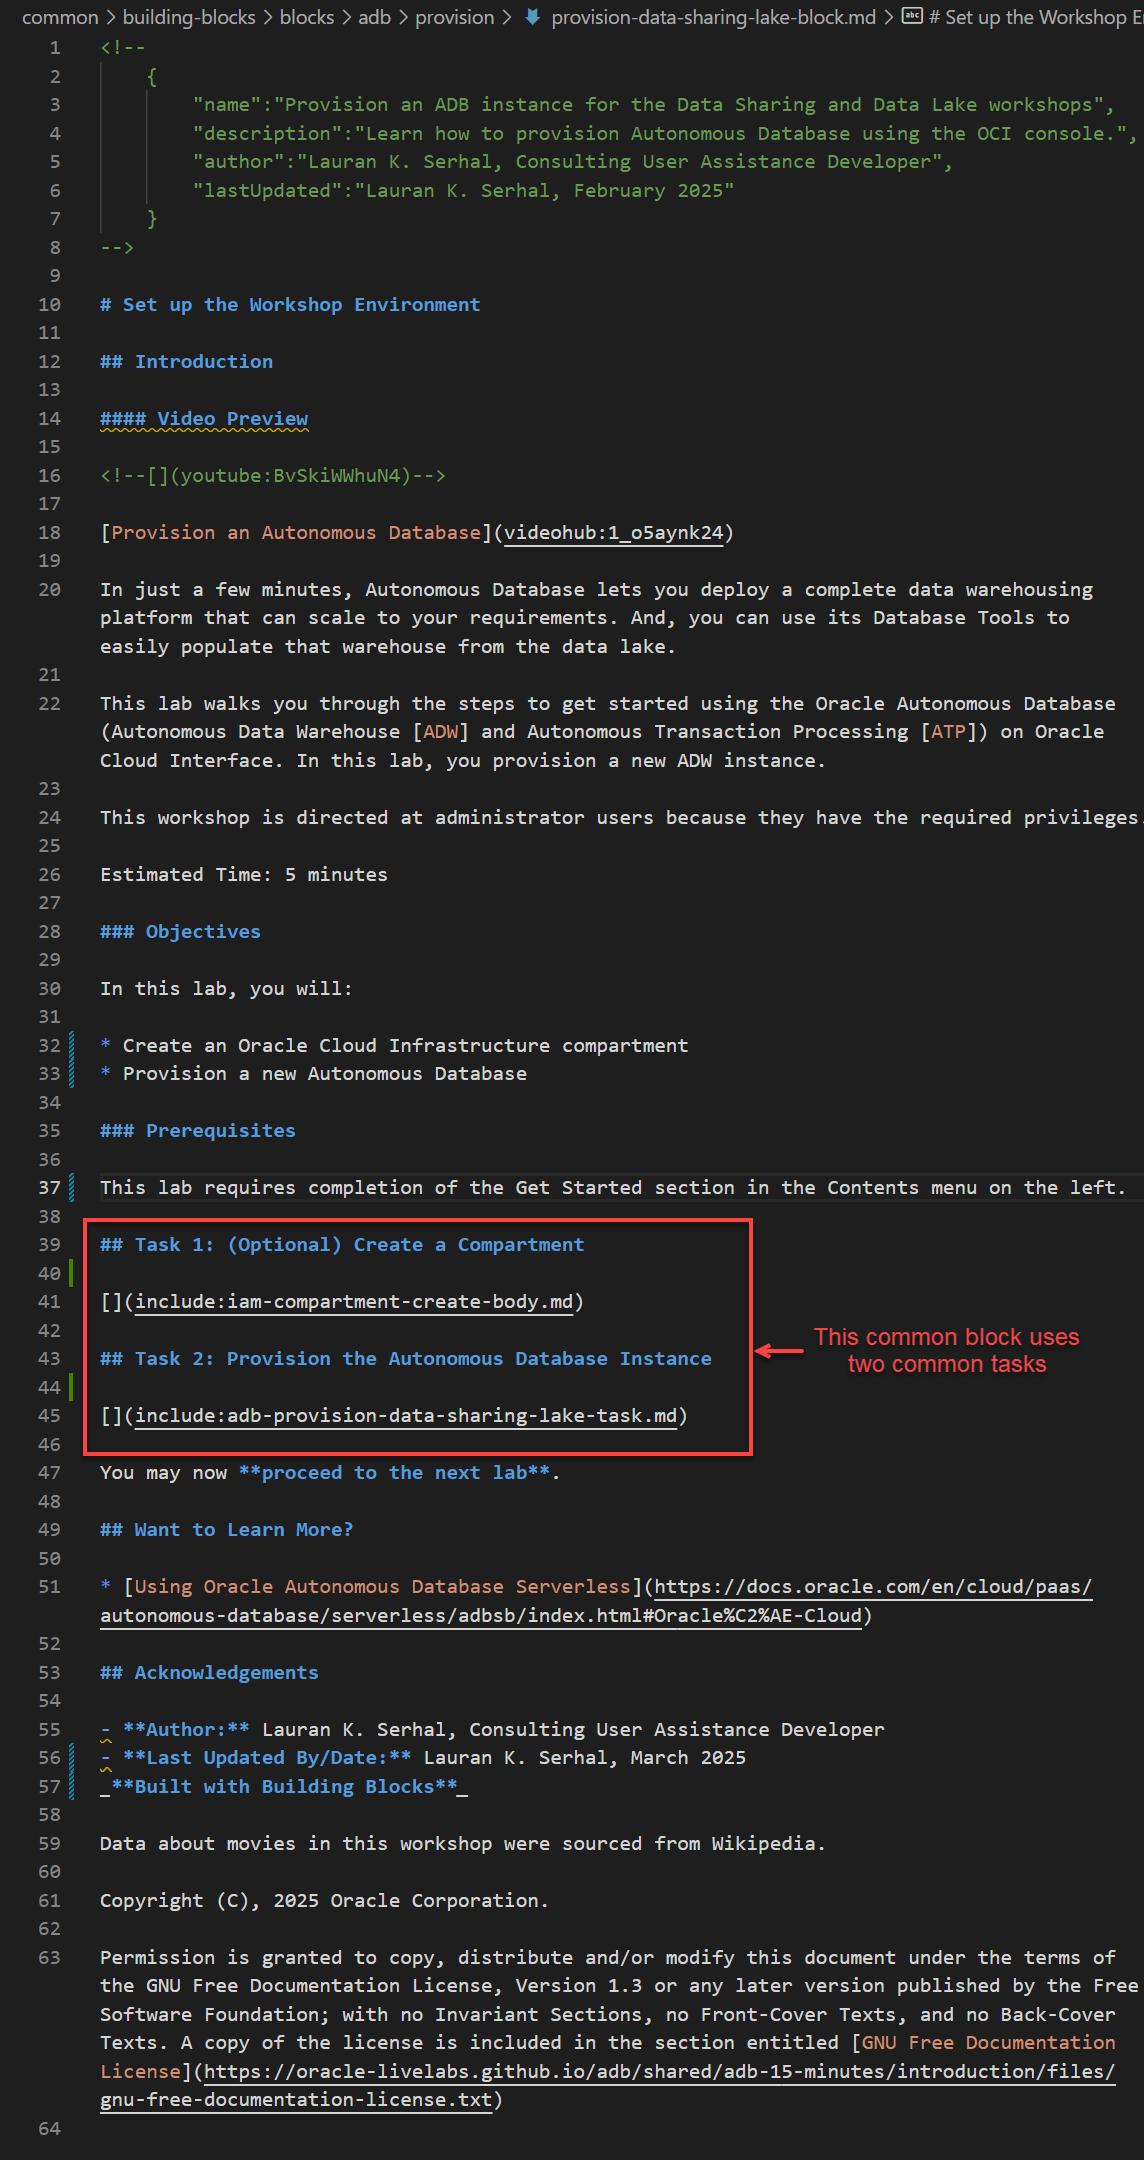 common > building-blocks > blocks > adb > provision > provision-data-sharing-lake-block.md > abc # Set up the Workshop E
1 <!--
2 {
3 "name":"Provision an ADB instance for the Data Sharing and Data Lake workshops",
4 "description":"Learn how to provision Autonomous Database using the OCI console.",
5 "author":"Lauran K. Serhal, Consulting User Assistance Developer",
6 "lastUpdated":"Lauran K. Serhal, February 2025"
7 }
8 -->
9
10 # Set up the Workshop Environment
11
12 ## Introduction
13
14 #### Video Preview
15
16 <!--[](youtube:BvSkiWWhuN4)-->
17
18 [Provision an Autonomous Database](videohub:1_o5aynk24)
19
20 In just a few minutes, Autonomous Database lets you deploy a complete data warehousing
platform that can scale to your requirements. And, you can use its Database Tools to
easily populate that warehouse from the data lake.
21
22 This lab walks you through the steps to get started using the Oracle Autonomous Database
(Autonomous Data Warehouse [ADW] and Autonomous Transaction Processing [ATP]) on Oracle
Cloud Interface. In this lab, you provision a new ADW instance.
23
24 This workshop is directed at administrator users because they have the required privileges.
25
26 Estimated Time: 5 minutes
27
28 ### Objectives
29
30 In this lab, you will:
31
32 * Create an Oracle Cloud Infrastructure compartment
33 * Provision a new Autonomous Database
34
35 ### Prerequisites
36
37 This lab requires completion of the Get Started section in the Contents menu on the left.
38
39 ## Task 1: (Optional) Create a Compartment
40
41 [](include:iam-compartment-create-body.md)
42
43 ## Task 2: Provision the Autonomous Database Instance
44
45 [](include:adb-provision-data-sharing-lake-task.md)
46
This common block uses
two common tasks
47 You may now **proceed to the next lab**.
48
49 ## Want to Learn More?
50
51 * [Using Oracle Autonomous Database Serverless](https://docs.oracle.com/en/cloud/paas/
autonomous-database/serverless/adbsb/index.html#Oracle%C2%AE-Cloud)
52
53 ## Acknowledgements
54
55 - **Author:** Lauran K. Serhal, Consulting User Assistance Developer
56 - **Last Updated By/Date:** Lauran K. Serhal, March 2025
57 _**Built with Building Blocks**_
58
59 Data about movies in this workshop were sourced from Wikipedia.
60
61 Copyright (C), 2025 Oracle Corporation.
62
63 Permission is granted to copy, distribute and/or modify this document under the terms of
the GNU Free Documentation License, Version 1.3 or any later version published by the Free
Software Foundation; with no Invariant Sections, no Front-Cover Texts, and no Back-Cover
Texts. A copy of the license is included in the section entitled [GNU Free Documentation
License](https://oracle-livelabs.github.io/adb/shared/adb-15-minutes/introduction/files/
gnu-free-documentation-license.txt)
64